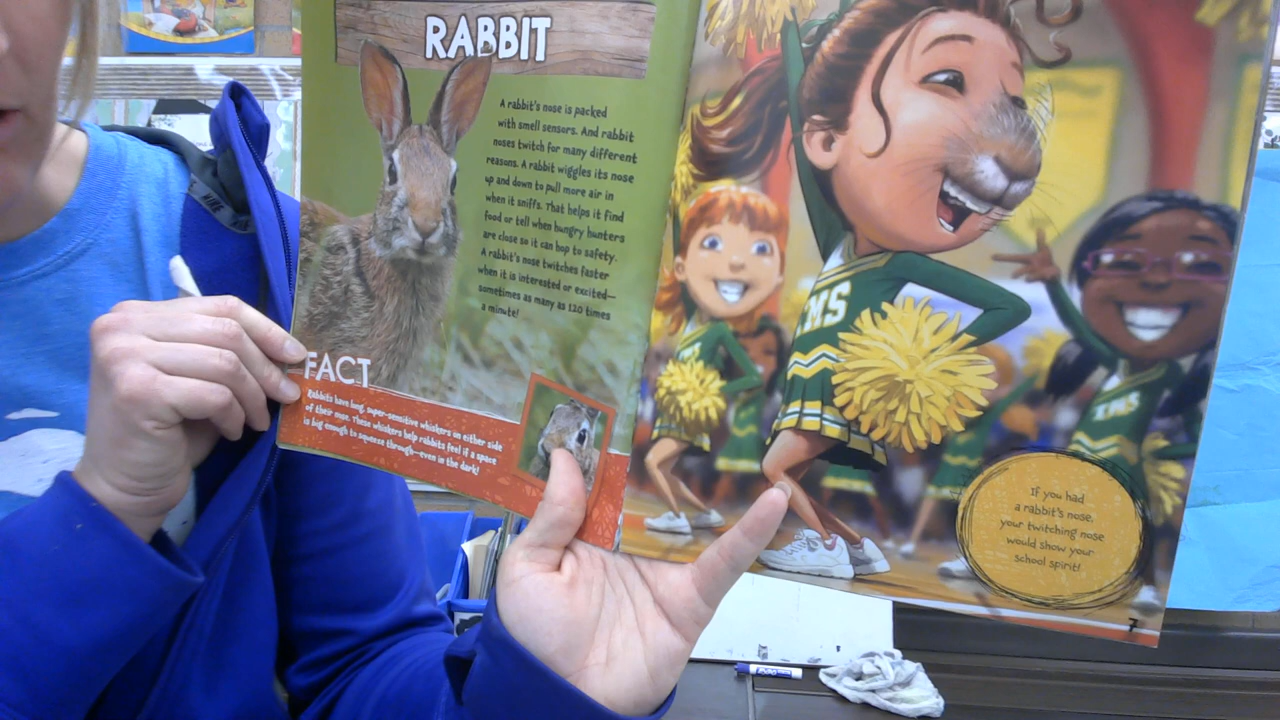 RABBIT
A rabbit's nose is packed
with smell sensors. And rabbit
noses twitch for many different
reasons. A rabbit wiggles its nose
up and down to pull more air in
when it sniffs. That helps it find
food or tell when hungry hunters
are close so it can hop to safety.
A rabbit's nose twitches faster
when it is interested or excited—
sometimes as many as 120 times
a minute!
FACT
Rabbits have long, super-sensitive whiskers on either side
of their nose. These whiskers help rabbits feel if a space
is big enough to squeeze through—even in the dark!
If you had
a rabbit's nose,
your twitching nose
would show your
school spirit!
7